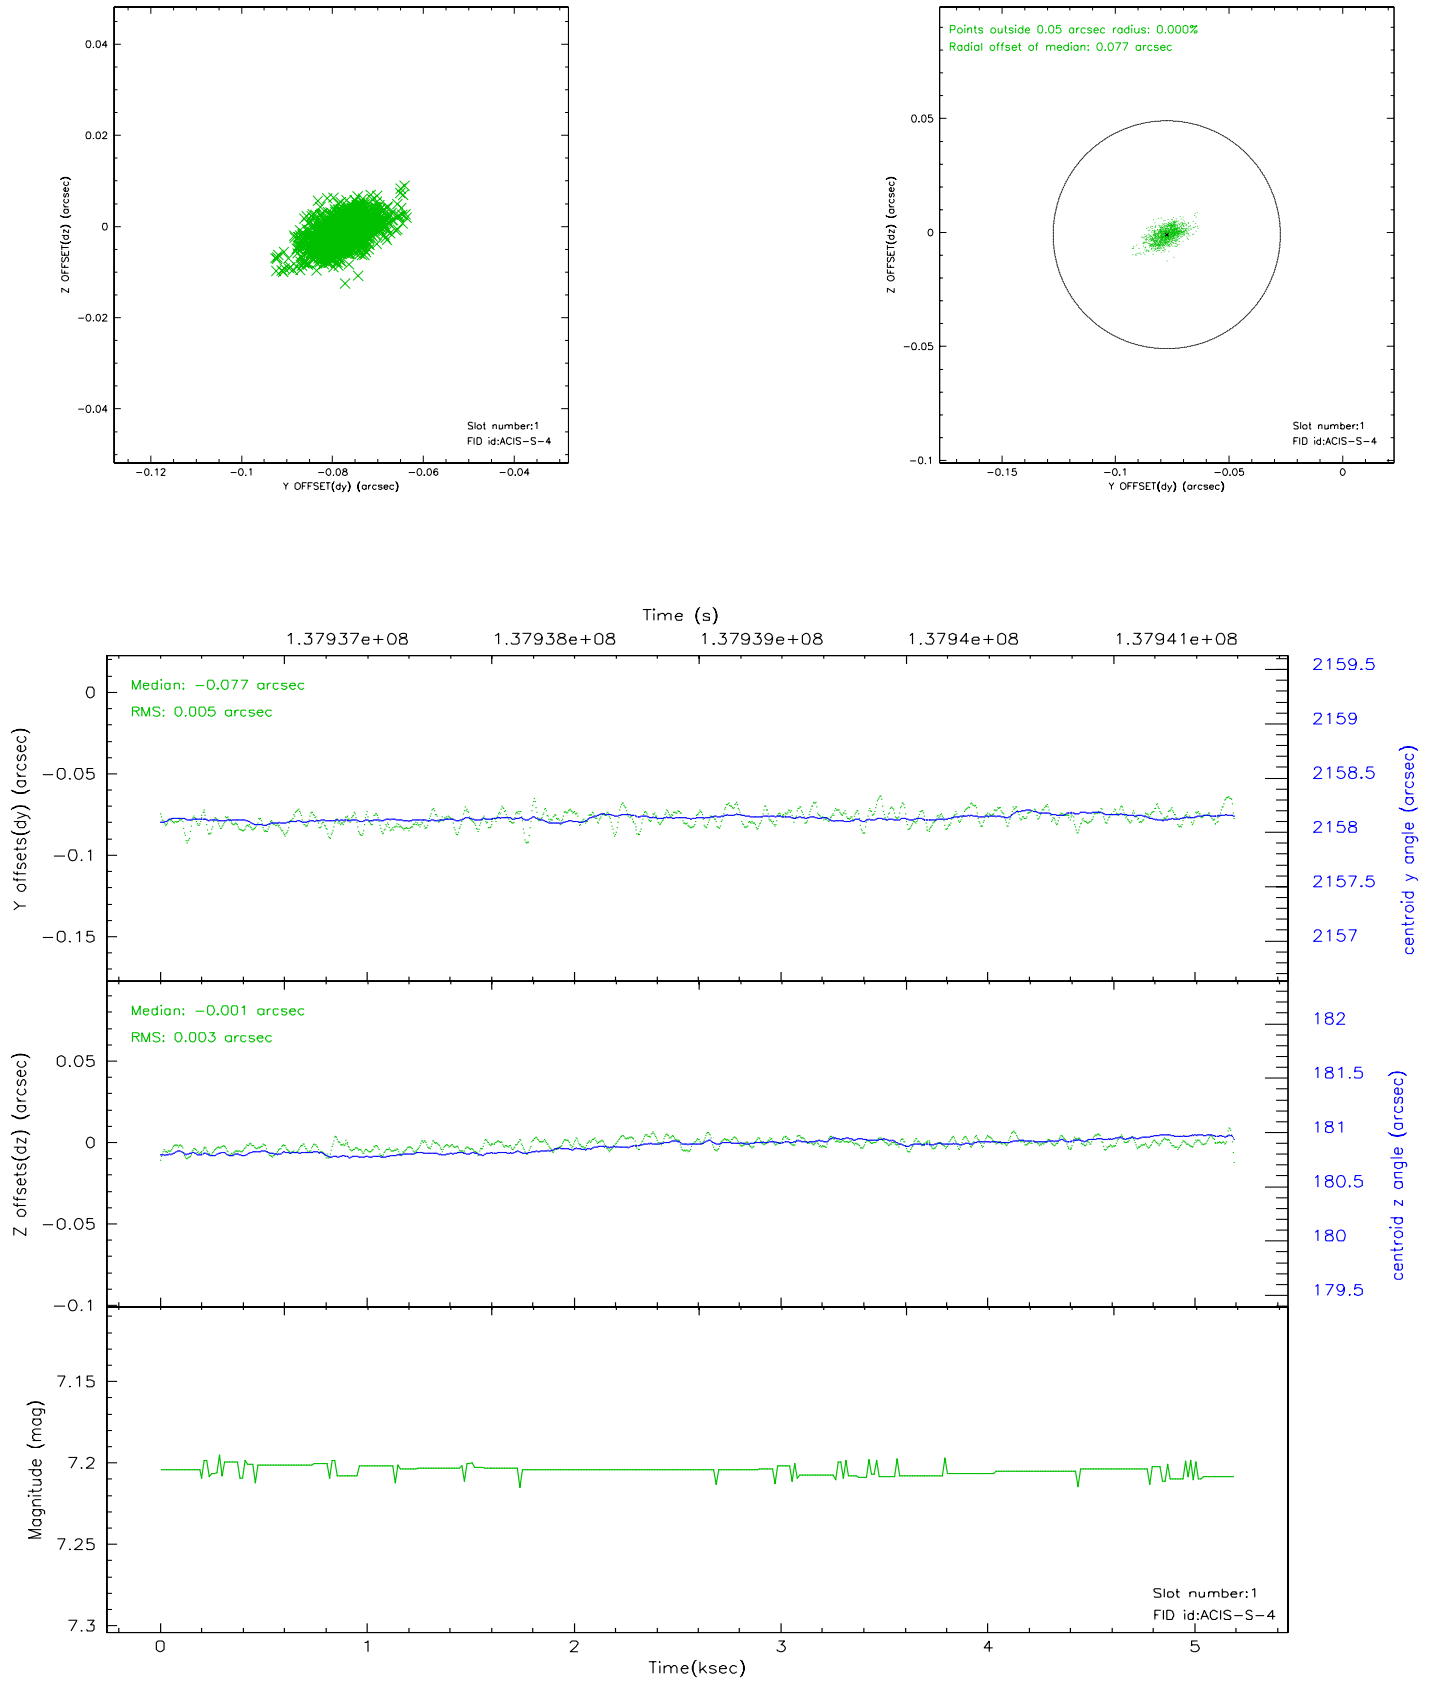 0.04
0.02
0
-0.02
-0.04
Z OFFSET(dz) (arcsec)
Slot number:1
FID id:ACIS-S-4
-0.12 -0.1 -0.08 -0.06 -0.04
Y OFFSET(dy) (arcsec)
Points outside 0.05 arcsec radius: 0.000%
Radial offset of median: 0.077 arcsec
0.05
0
-0.05
-0.1
Z OFFSET(dz) (arcsec)
Slot number:1
FID id:ACIS-S-4
-0.15 -0.1 -0.05 0
Y OFFSET(dy) (arcsec)
Time (s)
1.37937e+08 1.37938e+08 1.37939e+08 1.3794e+08 1.37941e+08
Median: -0.077 arcsec
RMS: 0.005 arcsec
0
-0.05
-0.1
-0.15
Y offsets(dy) (arcsec)
2159.5
2159
2158.5
2158
2157.5
2157
centroid y angle (arcsec)
Median: -0.001 arcsec
RMS: 0.003 arcsec
0.05
0
-0.05
-0.1
Z offsets(dz) (arcsec)
182
181.5
181
180.5
180
179.5
centroid z angle (arcsec)
7.15
7.2
7.25
7.3
Magnitude (mag)
Slot number:1
FID id:ACIS-S-4
0 1 2 3 4 5
Time(ksec)